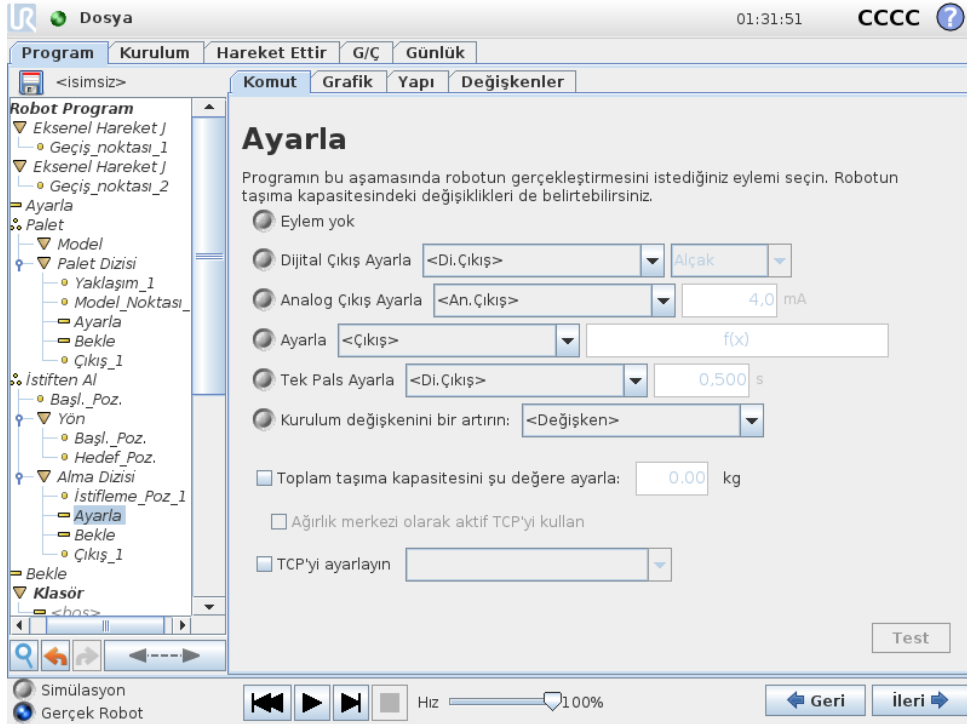 UR Dosya 01:31:51 CCCC ?
Program Kurulum Hareket Ettir G/Ç Günlük
<isimsiz>
Komut Grafik Yapı Değişkenler
Robot Program
Eksenel Hareket J
Geçiş_noktası_1
Eksenel Hareket J
Geçiş_noktası_2
Ayarla
Palet
Model
Palet Dizisi
Yaklaşım_1
Model_Noktası_
Ayarla
Bekle
Çıkış_1
İstiften Al
Başl._Poz.
Yön
Başl._Poz.
Hedef_Poz.
Alma Dizisi
İstifleme_Poz_1
Ayarla
Bekle
Çıkış_1
Bekle
Klasör
<boş>
Ayarla
Programın bu aşamasında robotun gerçekleştirmesini istediğiniz eylemi seçin. Robotun
taşıma kapasitesindeki değişiklikleri de belirtebilirsiniz.
Eylem yok
Dijital Çıkış Ayarla <Di.Çıkış> Alçak
Analog Çıkış Ayarla <An.Çıkış> 4,0 mA
Ayarla <Çıkış> f(x)
Tek Pals Ayarla <Di.Çıkış> 0,500 s
Kurulum değişkenini bir artırın: <Değişken>
Toplam taşıma kapasitesini şu değere ayarla: 0.00 kg
Ağırlık merkezi olarak aktif TCP'yi kullan
TCP'yi ayarlayın
Test
Simülasyon
Gerçek Robot
Hız 100%
Geri İleri